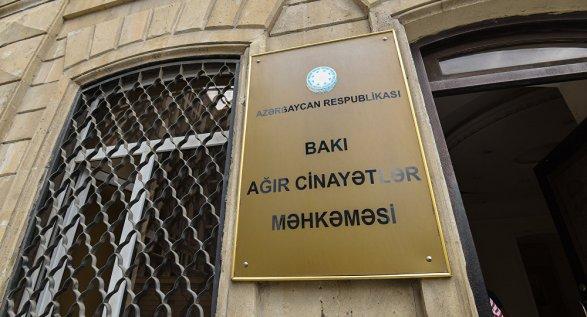 AZƏRBAYCAN RESPUBLİKASI
BAKI
AĞIR CİNAYƏTLƏR
MƏHKƏMƏSİ